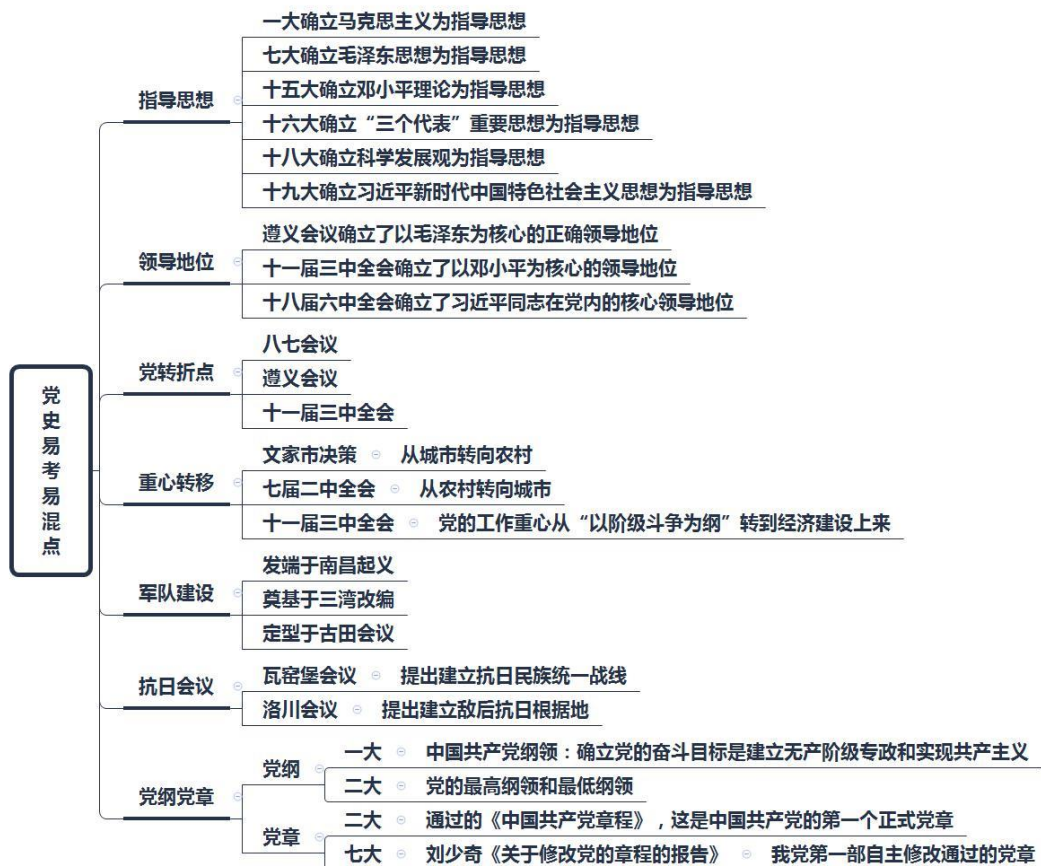 党史易考易混点
指导思想
一大确立马克思主义为指导思想
七大确立毛泽东思想为指导思想
十五大确立邓小平理论为指导思想
十六大确立“三个代表”重要思想为指导思想
十八大确立科学发展观为指导思想
十九大确立习近平新时代中国特色社会主义思想为指导思想
领导地位
遵义会议确立了以毛泽东为核心的正确领导地位
十一届三中全会确立了以邓小平为核心的领导地位
十八届六中全会确立了习近平同志在党内的核心领导地位
党转折点
八七会议
遵义会议
十一届三中全会
重心转移
文家市决策 从城市转向农村
七届二中全会 从农村转向城市
十一届三中全会 党的工作重心从“以阶级斗争为纲”转到经济建设上来
军队建设
发端于南昌起义
奠基于三湾改编
定型于古田会议
抗日会议
瓦窑堡会议 提出建立抗日民族统一战线
洛川会议 提出建立敌后抗日根据地
党纲党章
党纲
一大 中国共产党纲领：确立党的奋斗目标是建立无产阶级专政和实现共产主义
二大 党的最高纲领和最低纲领
党章
二大 通过的《中国共产党章程》，这是中国共产党的第一个正式党章
七大 刘少奇《关于修改党的章程的报告》 我党第一部自主修改通过的党章